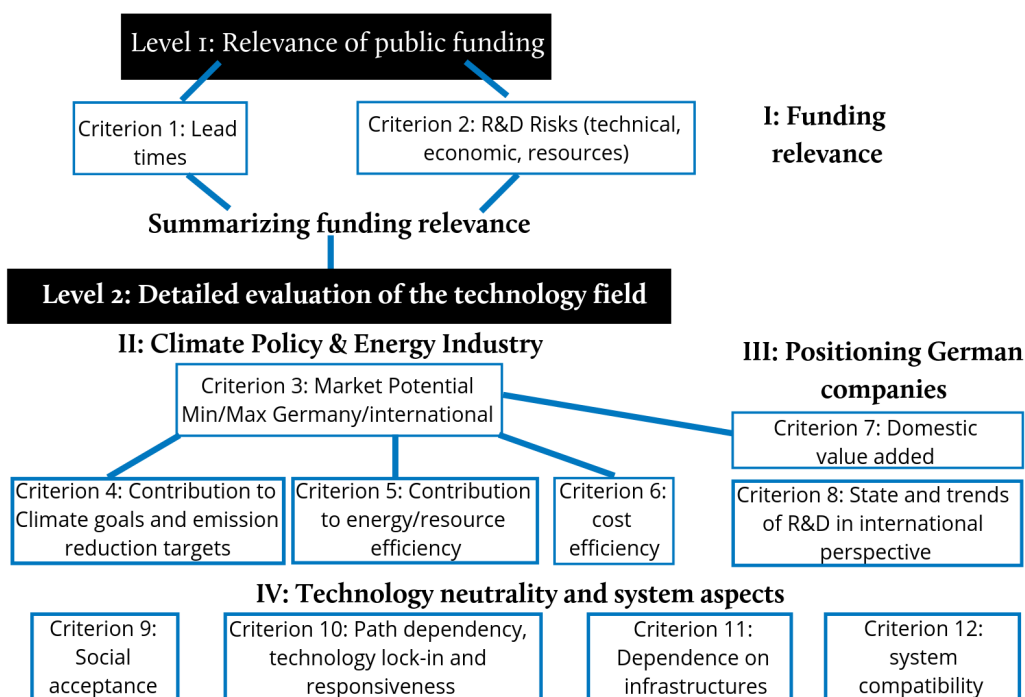 Level 1: Relevance of public funding
Criterion 1: Lead
times
Criterion 2: R&D Risks (technical,
economic, resources)
I: Funding
relevance
Summarizing funding relevance
Level 2: Detailed evaluation of the technology field
II: Climate Policy & Energy Industry
III: Positioning German
companies
Criterion 3: Market Potential
Min/Max Germany/international
Criterion 7: Domestic
value added
Criterion 4: Contribution to
Climate goals and emission
reduction targets
Criterion 5: Contribution
to energy/resource
efficiency
Criterion 6:
cost
efficiency
Criterion 8: State and trends
of R&D in international
perspective
IV: Technology neutrality and system aspects
Criterion 9:
Social
acceptance
Criterion 10: Path dependency,
technology lock-in and
responsiveness
Criterion 11:
Dependence on
infrastructures
Criterion 12:
system
compatibility